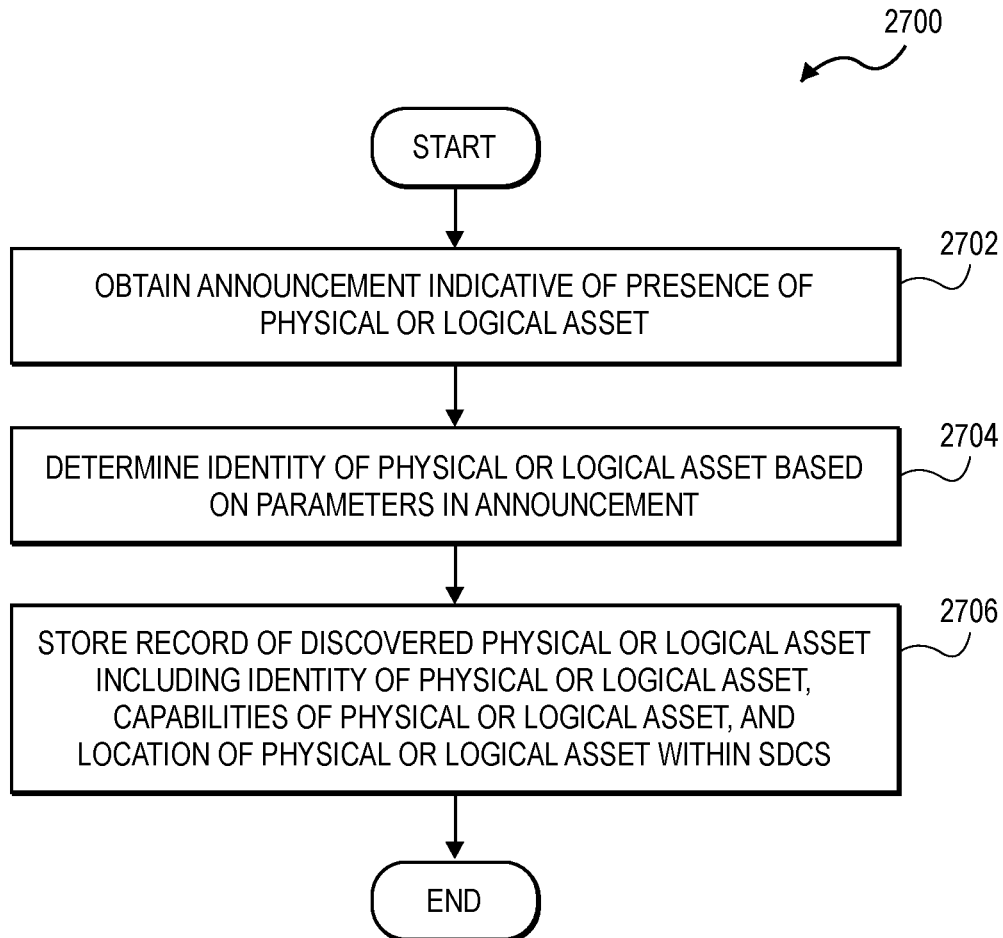 2700
START
OBTAIN ANNOUNCEMENT INDICATIVE OF PRESENCE OF
PHYSICAL OR LOGICAL ASSET
2702
DETERMINE IDENTITY OF PHYSICAL OR LOGICAL ASSET BASED
ON PARAMETERS IN ANNOUNCEMENT
2704
STORE RECORD OF DISCOVERED PHYSICAL OR LOGICAL ASSET
INCLUDING IDENTITY OF PHYSICAL OR LOGICAL ASSET,
CAPABILITIES OF PHYSICAL OR LOGICAL ASSET, AND
LOCATION OF PHYSICAL OR LOGICAL ASSET WITHIN SDCS
2706
END